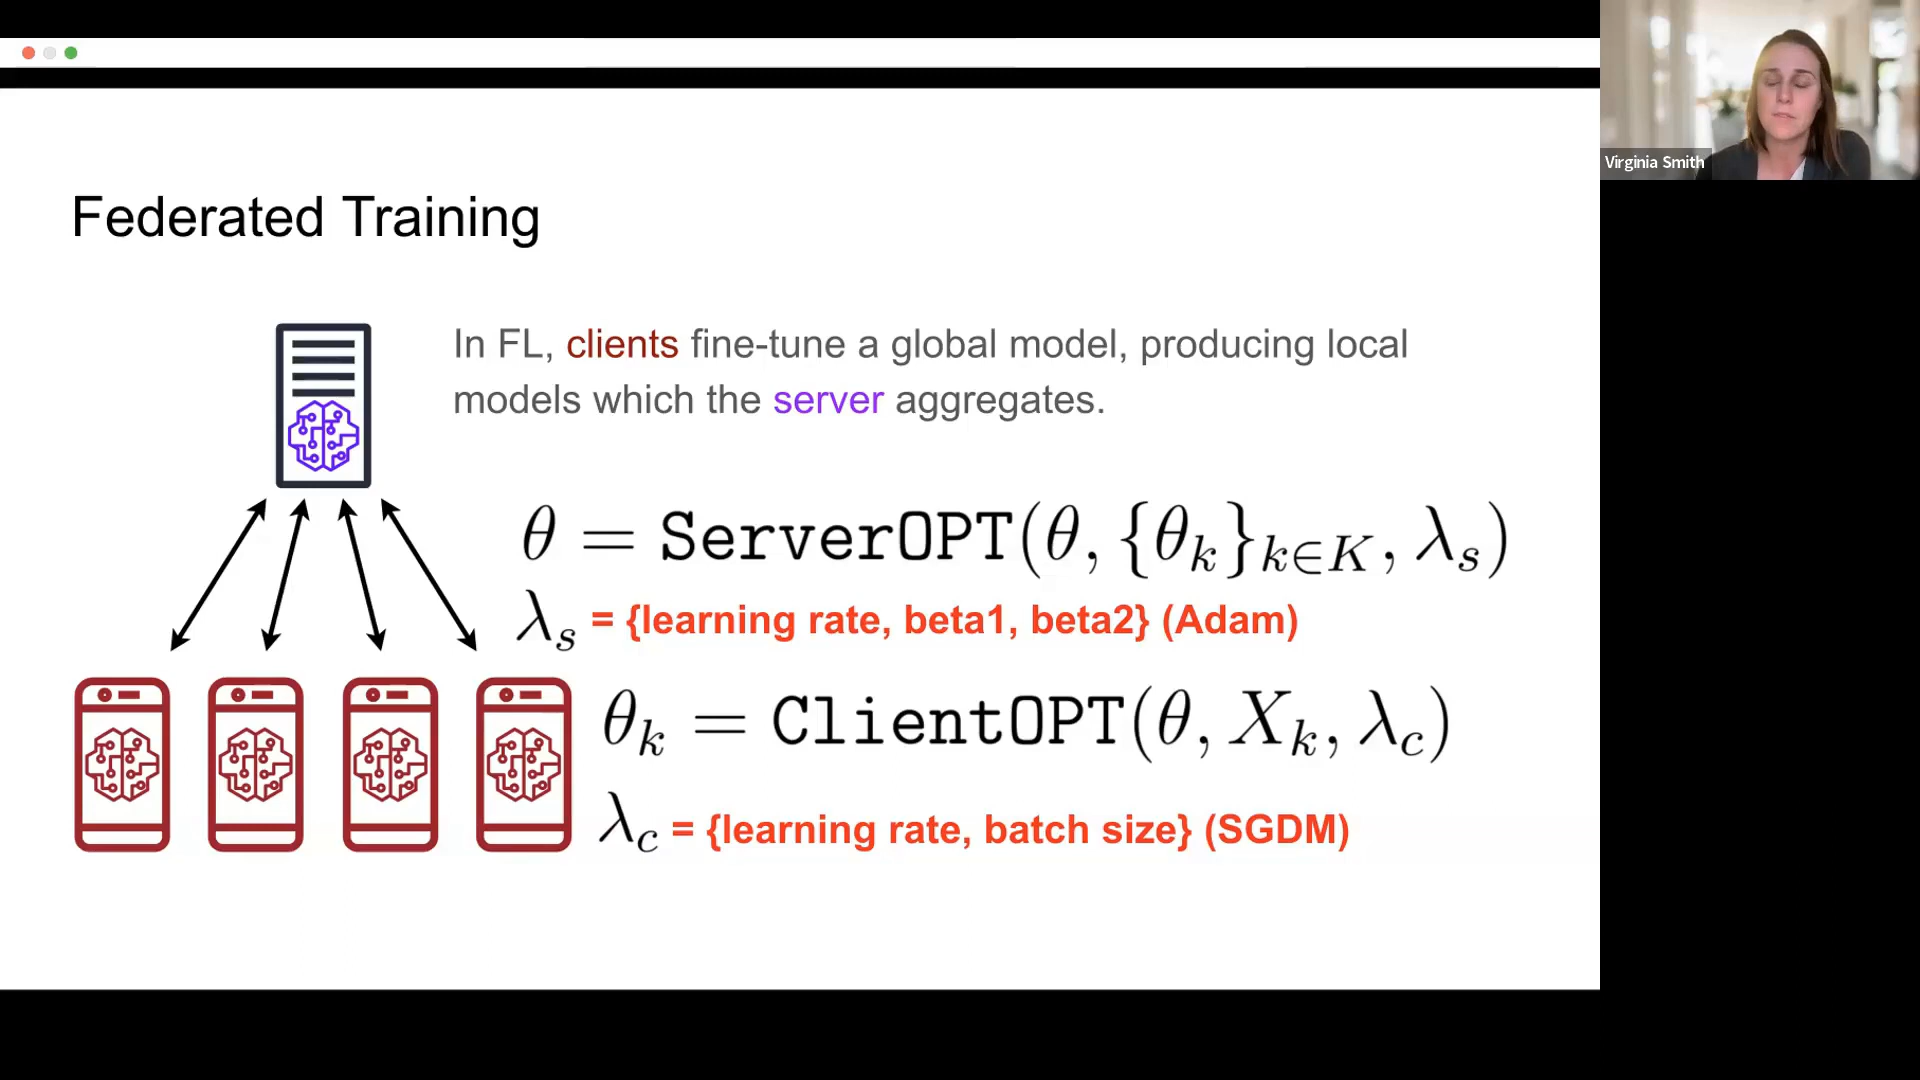 Virginia Smith
Federated Training
In FL, clients fine-tune a global model, producing local
models which the server aggregates.
θ = ServerOPT(θ, {θ_k}_{k∈K}, λ_s)
λ_s = {learning rate, beta1, beta2} (Adam)
θ_k = ClientOPT(θ, X_k, λ_c)
λ_c = {learning rate, batch size} (SGDM)